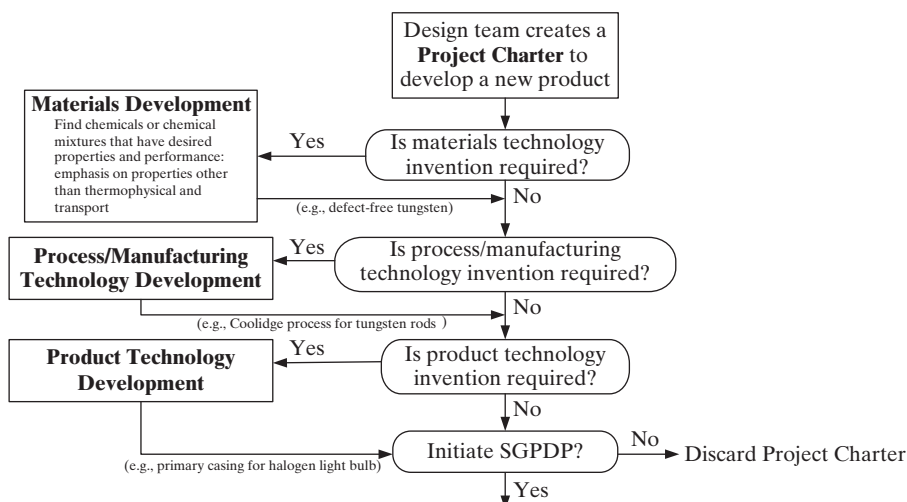 Design team creates a
Project Charter to
develop a new product
Materials Development
Find chemicals or chemical
mixtures that have desired
properties and performance:
emphasis on properties other
than thermophysical and
transport
Yes
Is materials technology
invention required?
(e.g., defect-free tungsten)
No
Process/Manufacturing
Technology Development
Yes
Is process/manufacturing
technology invention required?
(e.g., Coolidge process for tungsten rods )
No
Product Technology
Development
Yes
Is product technology
invention required?
No
(e.g., primary casing for halogen light bulb)
Initiate SGPDP?
No
Discard Project Charter
Yes